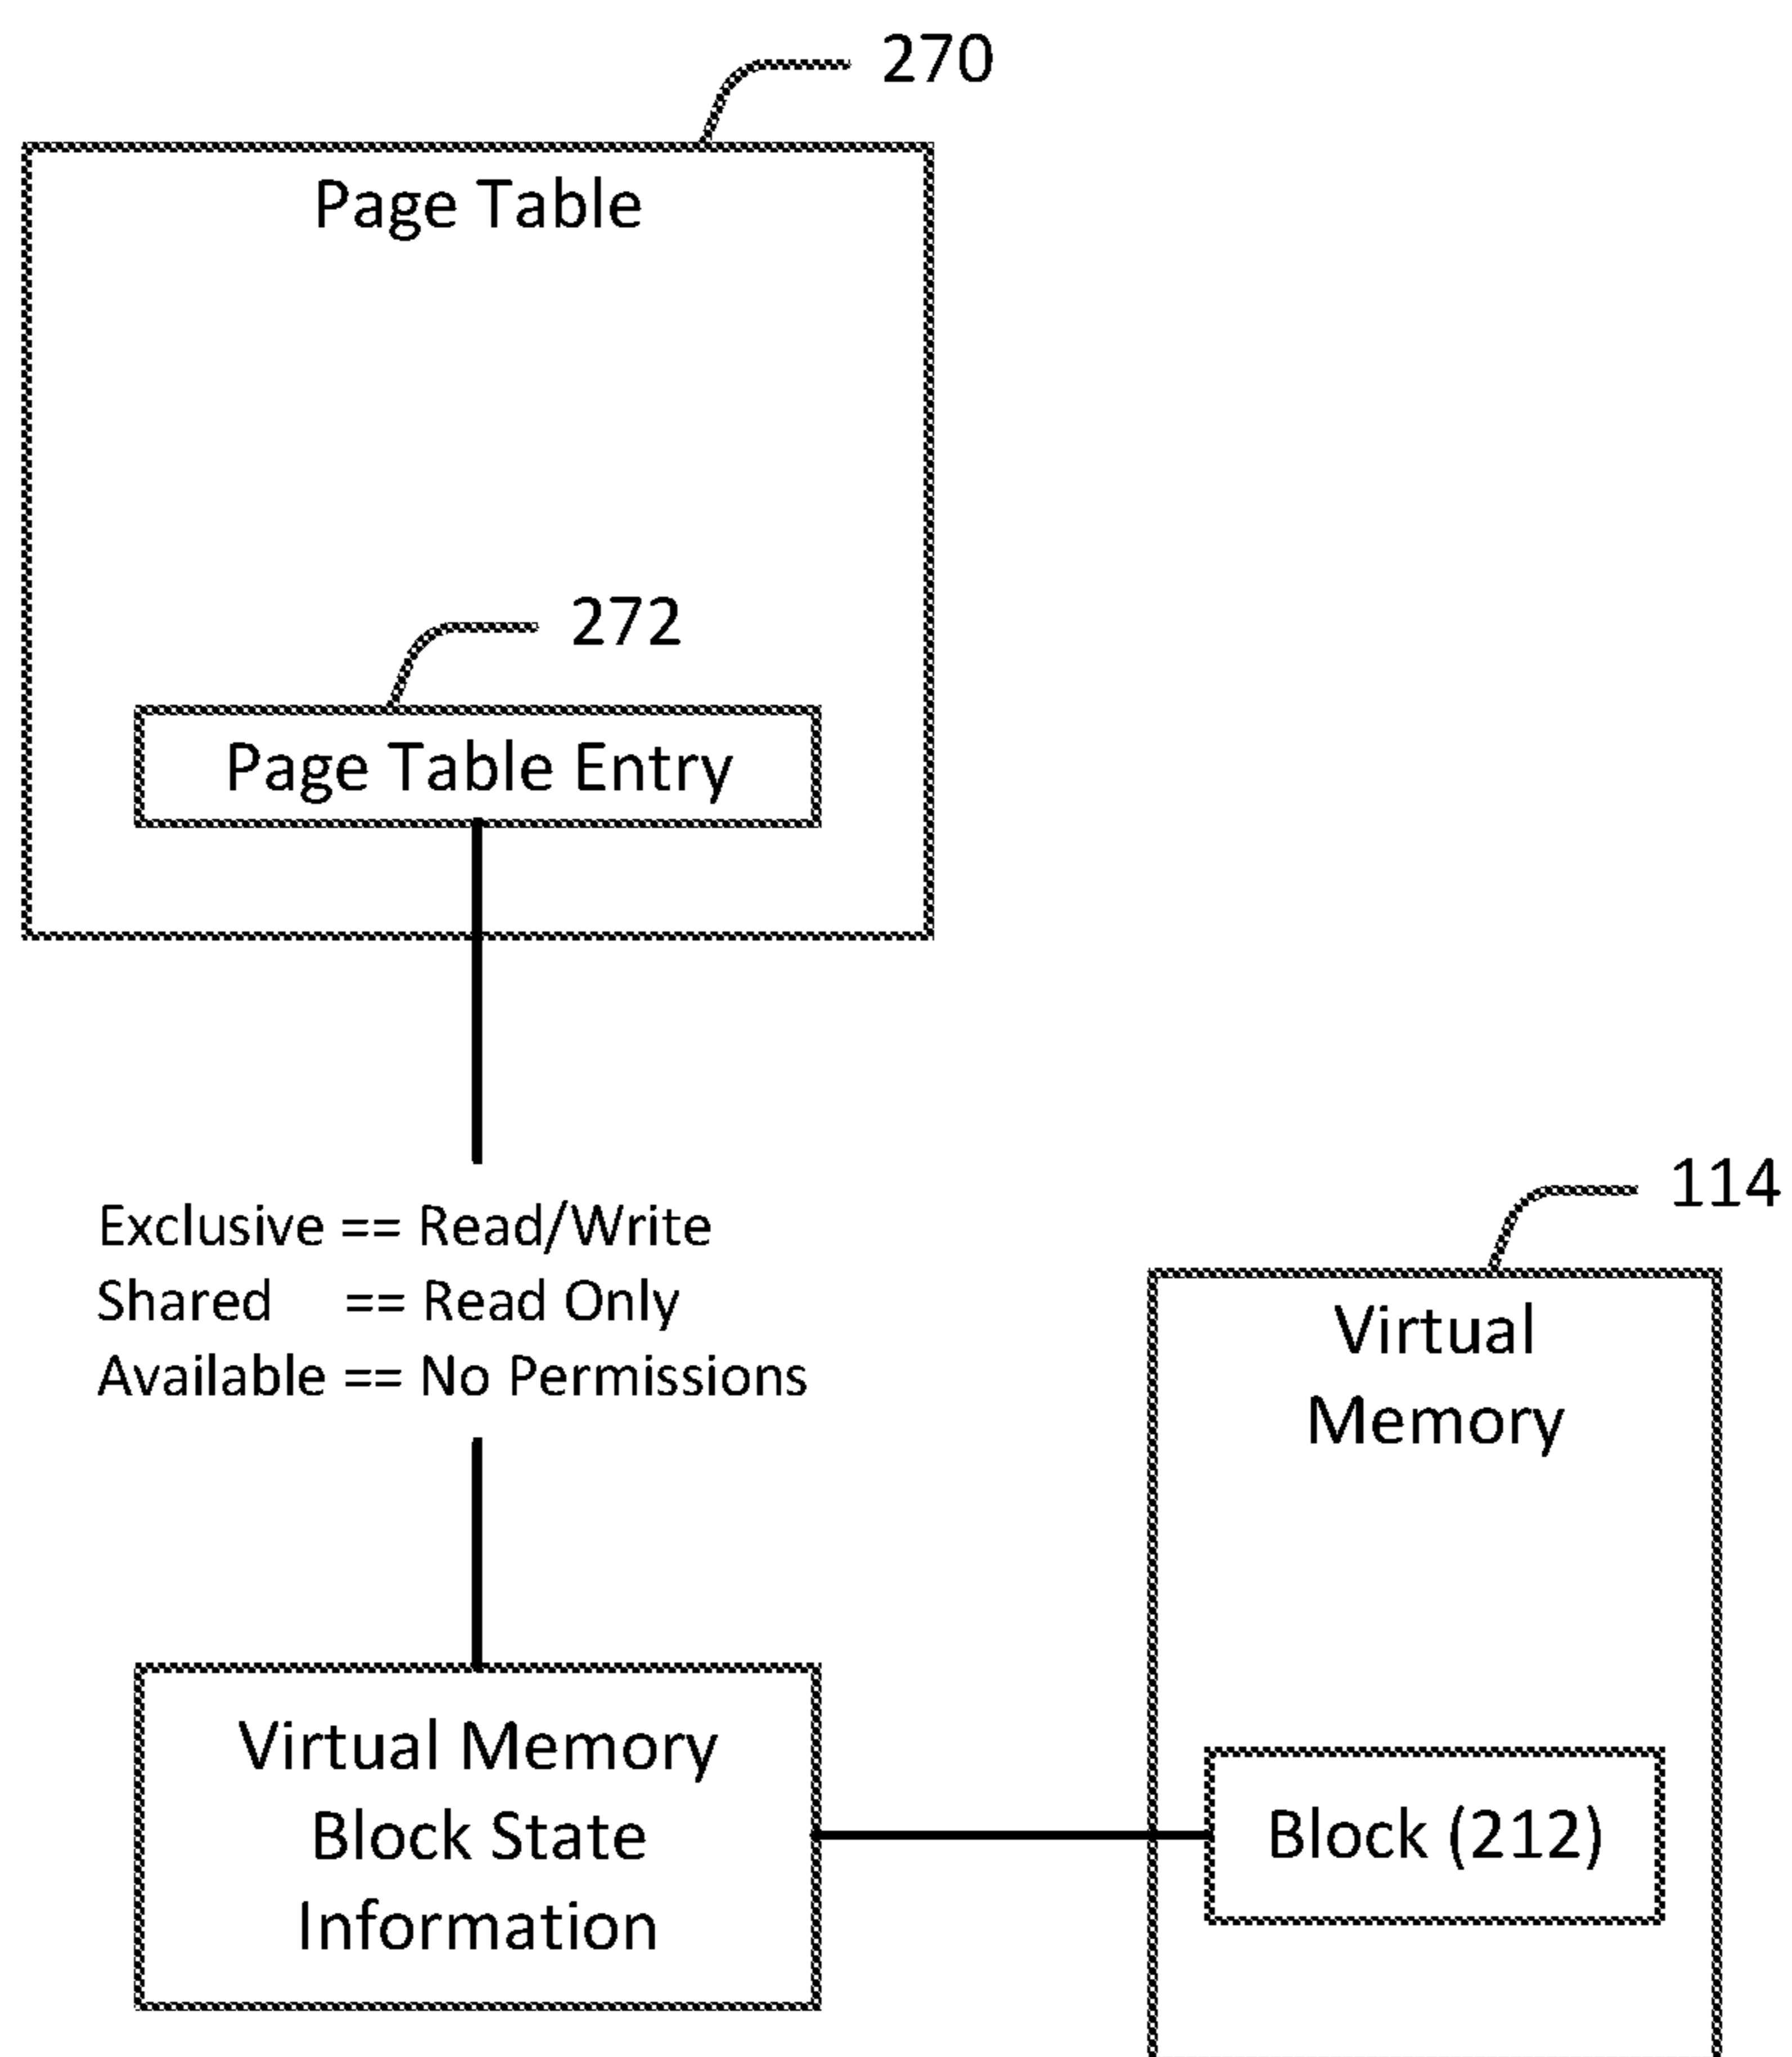 270
Page Table
272
Page Table Entry
Exclusive == Read/Write
Shared == Read Only
Available == No Permissions
114
Virtual
Memory
Virtual Memory
Block State
Information
Block (212)